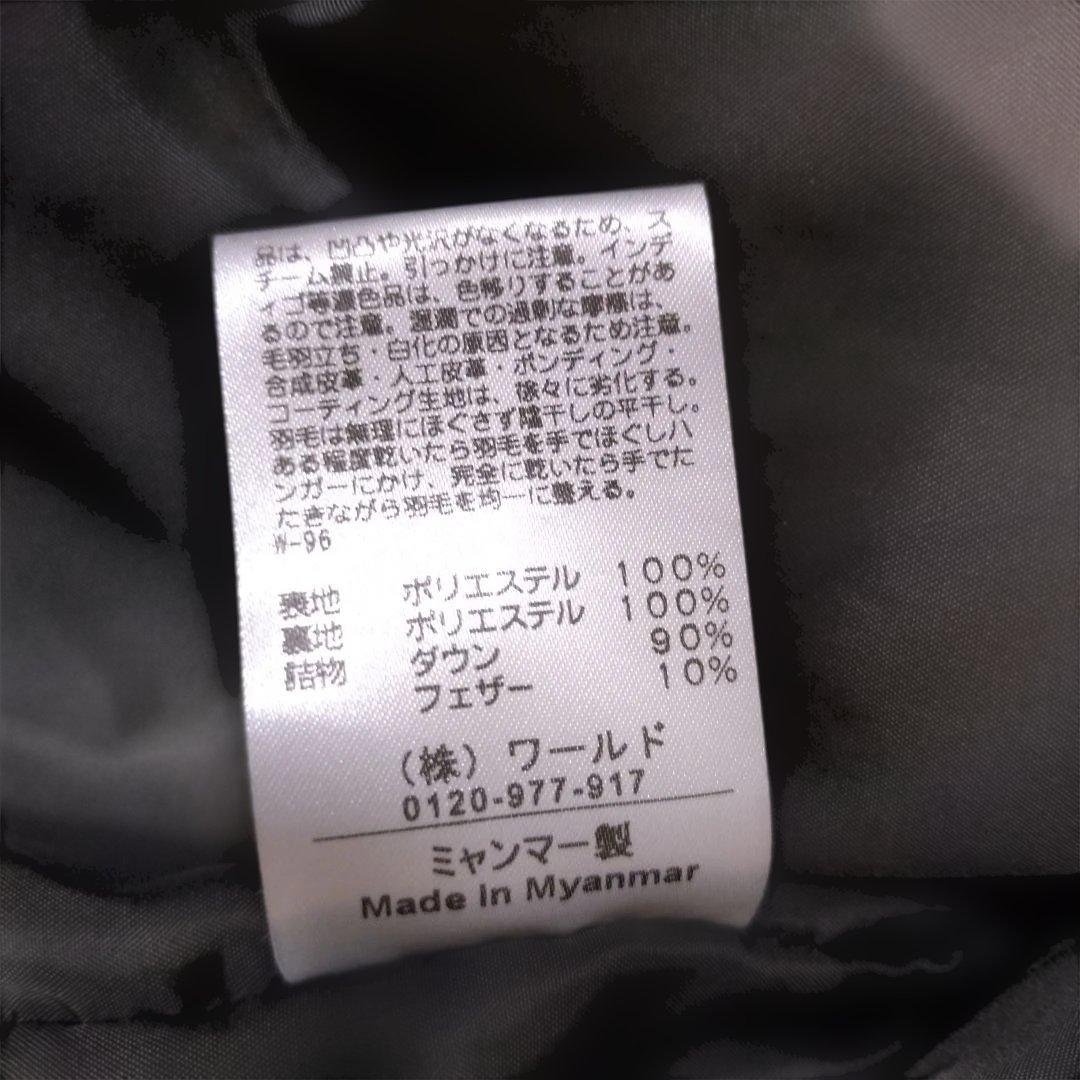 品は、凹凸や光沢がなくなるため、ス
チーム禁止。引っかけに注意。インデ
ィゴ等濃色品は、色移りすることがあ
るので注意。湿潤での過剰な摩擦は、
毛羽立ち・白化の原因となるため注意。
合成皮革・人工皮革・ボンディング・
コーティング生地は、徐々に劣化する。
羽毛は無理にほぐさず陰干しの平干し。
ある程度乾いたら羽毛を手でほぐしハ
ンガーにかけ、完全に乾いたら手でた
たきながら羽毛を均一に整える。
W-96
表地 ポリエステル 100%
裏地 ポリエステル 100%
詰物 ダウン 90%
フェザー 10%
(株) ワールド
0120-977-917
ミャンマー製
Made In Myanmar